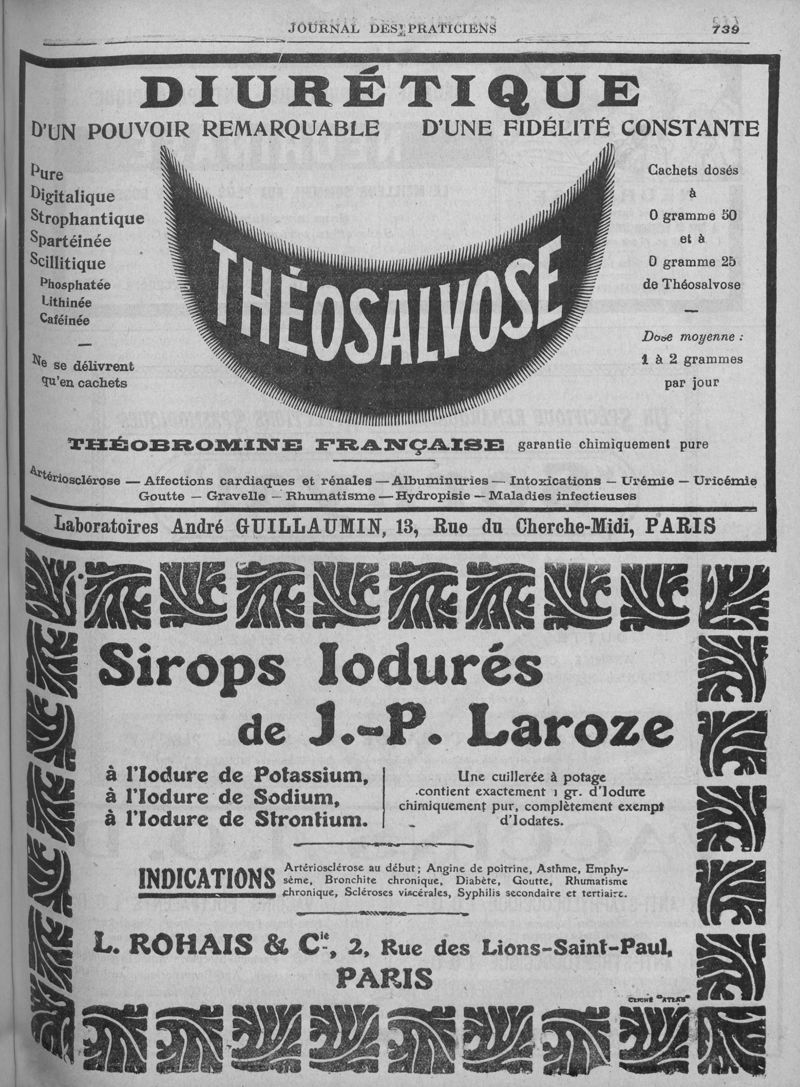 JOURNAL DES PRATICIENS 739
DIURÉTIQUE
D'UN POUVOIR REMARQUABLE D'UNE FIDÉLITÉ CONSTANTE
Pure
Digitalique
Strophantique
Spartéinée
Scillitique
Phosphatée
Lithinée
Caféinée
—
Ne se délivrent
qu'en cachets
THÉOSALVOSE
Cachets dosés
à
0 gramme 50
et à
0 gramme 25
de Théosalvose
—
Dose moyenne :
1 à 2 grammes
par jour
THÉOBROMINE FRANÇAISE garantie chimiquement pure
Artériosclérose — Affections cardiaques et rénales — Albuminuries — Intoxications — Urémie — Uricémie
Goutte — Gravelle — Rhumatisme — Hydropisie — Maladies infectieuses
Laboratoires André GUILLAUMIN, 13, Rue du Cherche-Midi, PARIS
Sirops Iodurés
de J.-P. Laroze
à l'Iodure de Potassium,
à l'Iodure de Sodium,
à l'Iodure de Strontium.
Une cuillerée à potage
contient exactement 1 gr. d'Iodure
chimiquement pur, complètement exempt
d'Iodates.
INDICATIONS
Artériosclérose au début; Angine de poitrine, Asthme, Emphy-
sème, Bronchite chronique, Diabète, Goutte, Rhumatisme
chronique, Scléroses viscérales, Syphilis secondaire et tertiaire.
L. ROHAIS & Cie, 2, Rue des Lions-Saint-Paul,
PARIS
CLICHÉ "ATLAS"